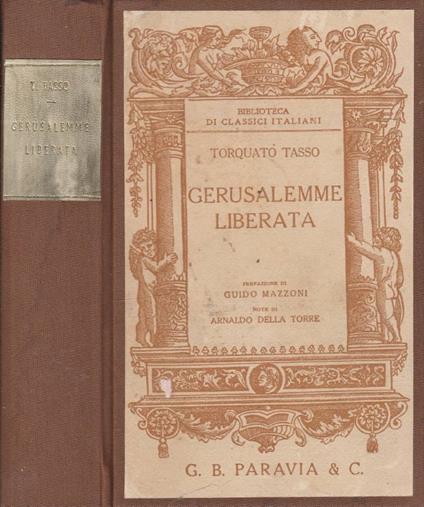 T. TASSO
GERUSALEMME
LIBERATA
BIBLIOTECA
DI CLASSICI ITALIANI
TORQUATO TASSO
GERUSALEMME
LIBERATA
PREFAZIONE DI
GUIDO MAZZONI
NOTE DI
ARNALDO DELLA TORRE
G. B. PARAVIA & C.